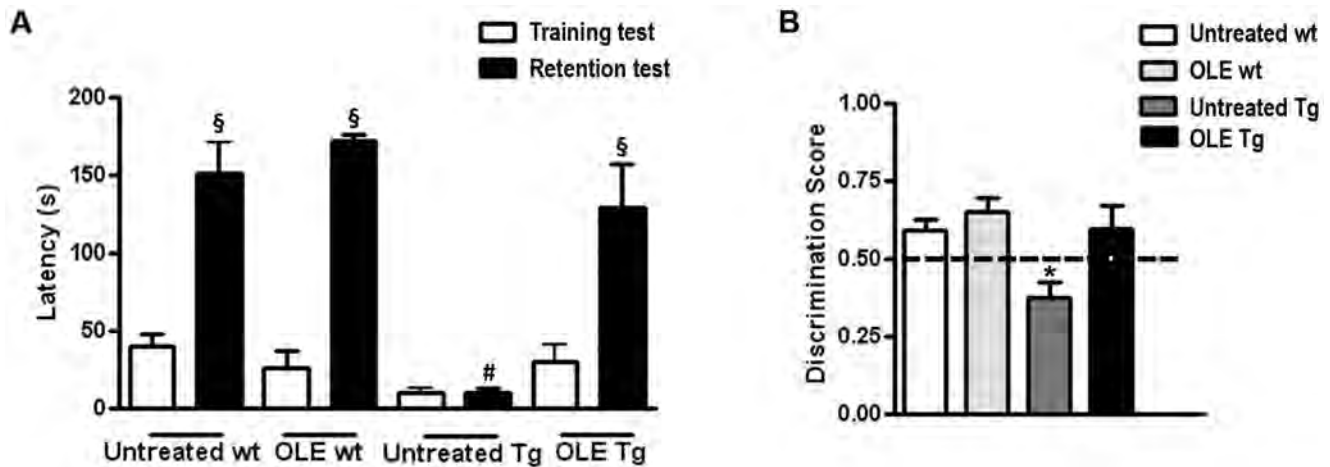 A
Training test
Retention test
Latency (s)
200
150
100
50
0
§
§
#
§
Untreated wt
OLE wt
Untreated Tg
OLE Tg
B
Untreated wt
OLE wt
Untreated Tg
OLE Tg
Discrimination Score
1.00
0.75
0.50
0.25
0.00
*